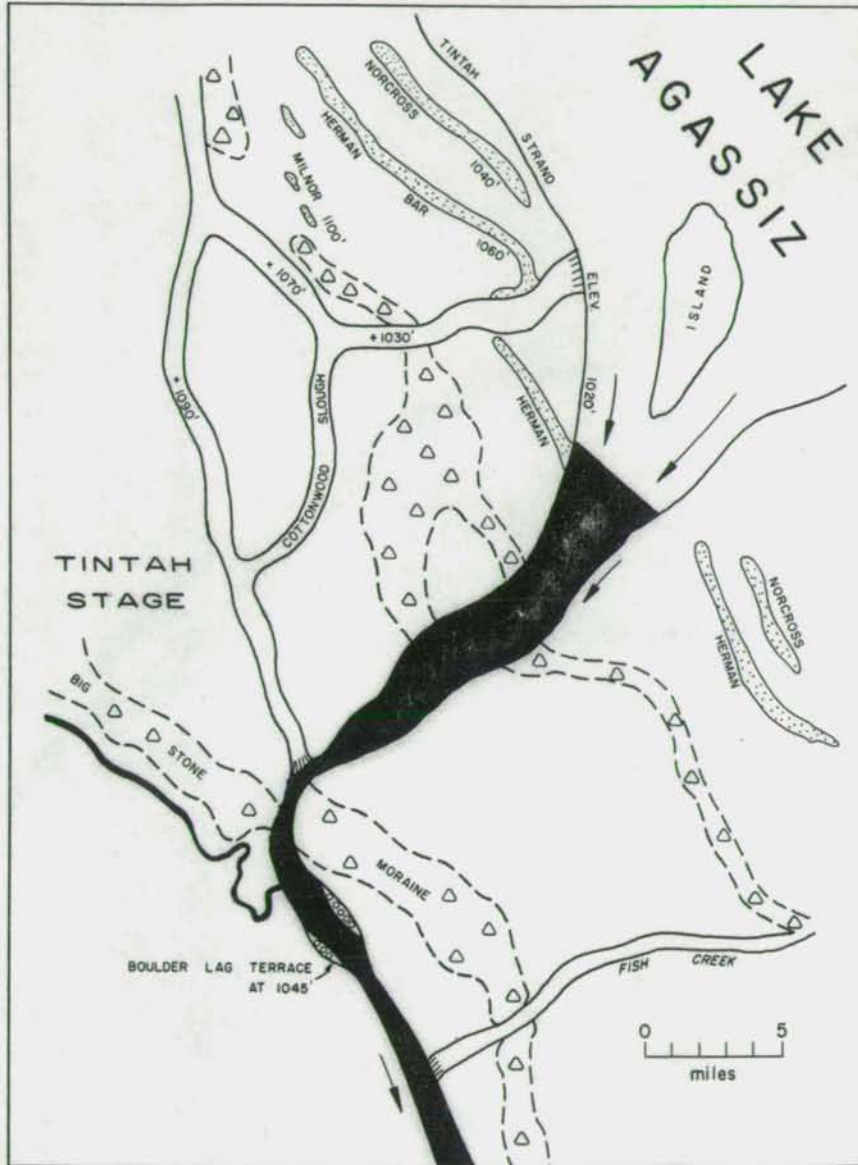 LAKE
AGASSIZ
TINTAH
STRAND
ELEV.
1020'
NORCROSS
1040'
HERMAN
BAR
1060'
MILNOR
1100'
× 1070'
+1030'
+ 1090'
ISLAND
HERMAN
COTTONWOOD
SLOUGH
TINTAH
STAGE
NORCROSS
HERMAN
BIG
STONE
MORAINE
BOULDER LAG TERRACE
AT 1045'
FISH
CREEK
0
5
miles